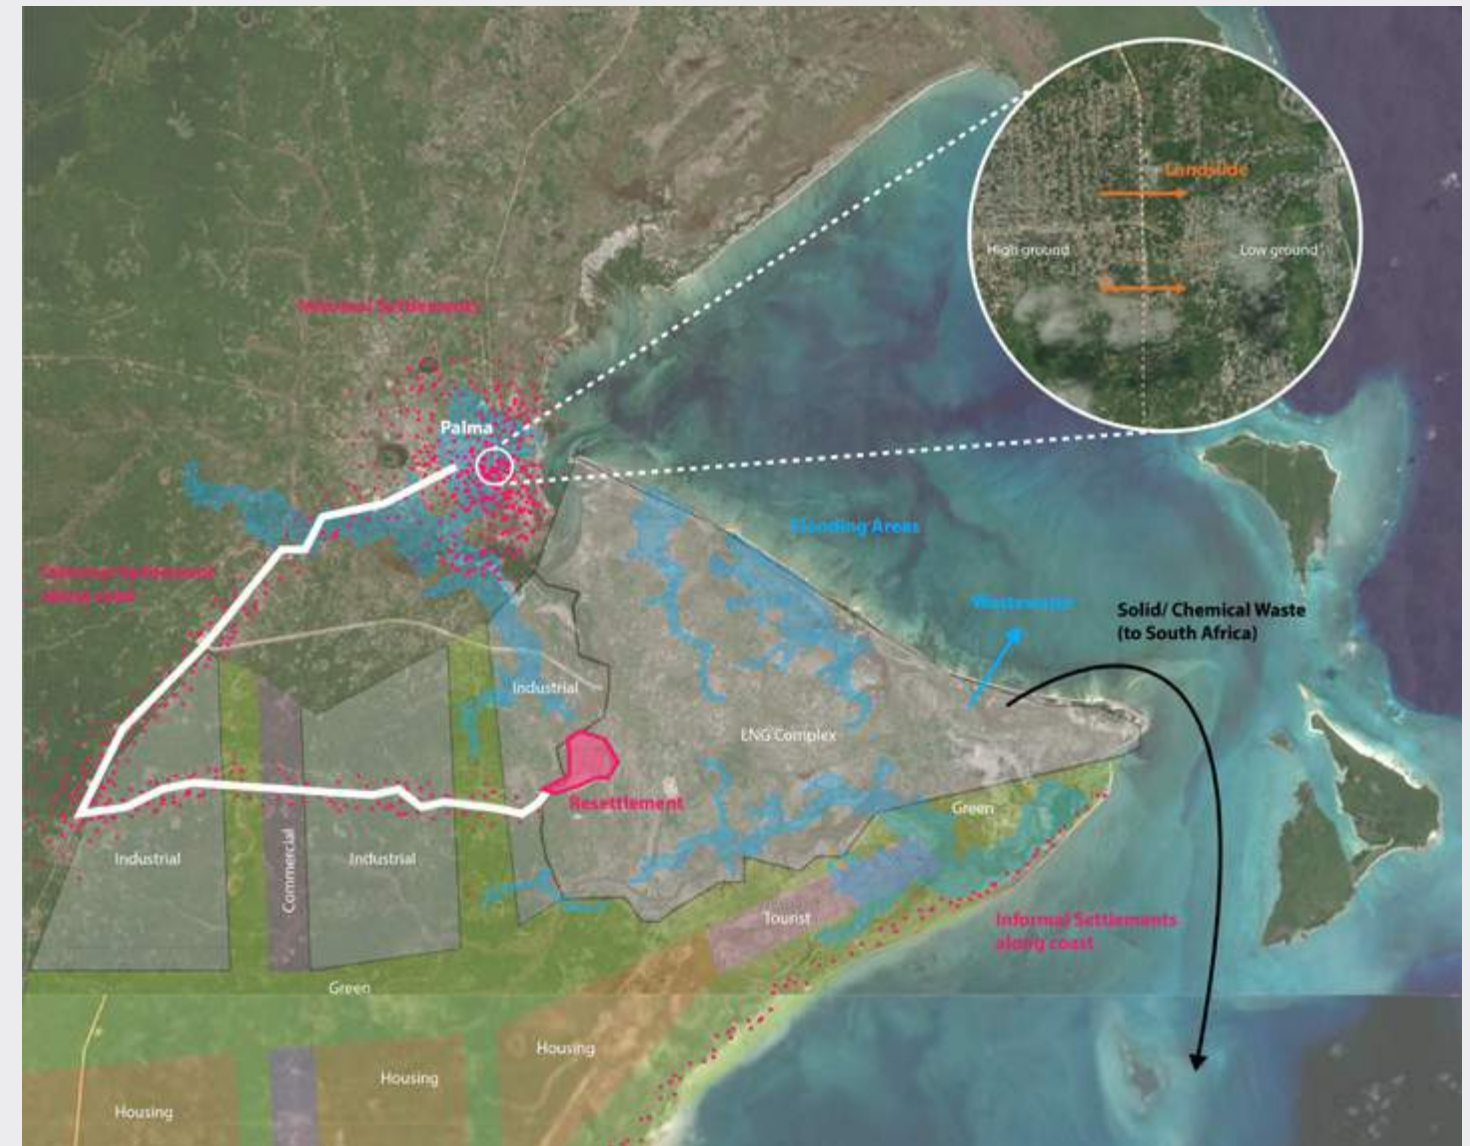 Landslide
High ground
Low ground
Informal Settlements
Palma
Flooding Areas
Informal Settlement
along road
Wastewater
Solid/ Chemical Waste
(to South Africa)
Industrial
LNG Complex
Resettlement
Green
Industrial
Commercial
Industrial
Tourist
Informal Settlements
along coast
Green
Housing
Housing
Housing